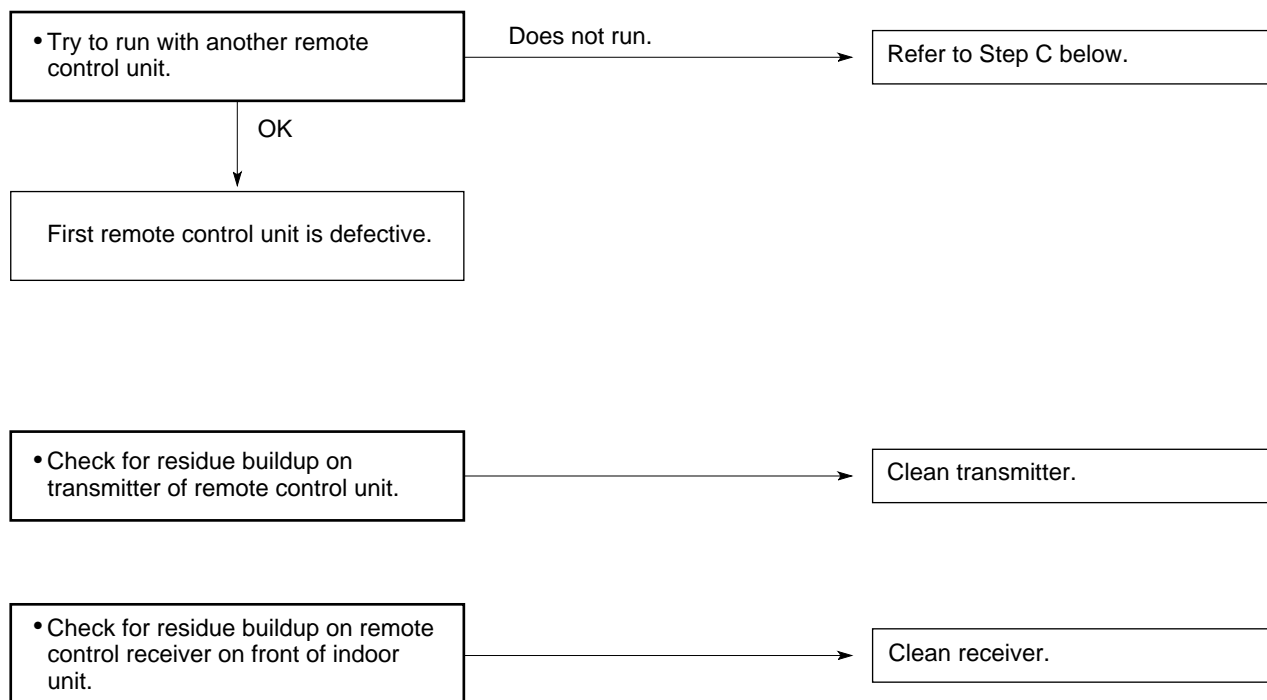 • Try to run with another remote
control unit.
Does not run.
Refer to Step C below.
OK
First remote control unit is defective.
• Check for residue buildup on
transmitter of remote control unit.
Clean transmitter.
• Check for residue buildup on remote
control receiver on front of indoor
unit.
Clean receiver.